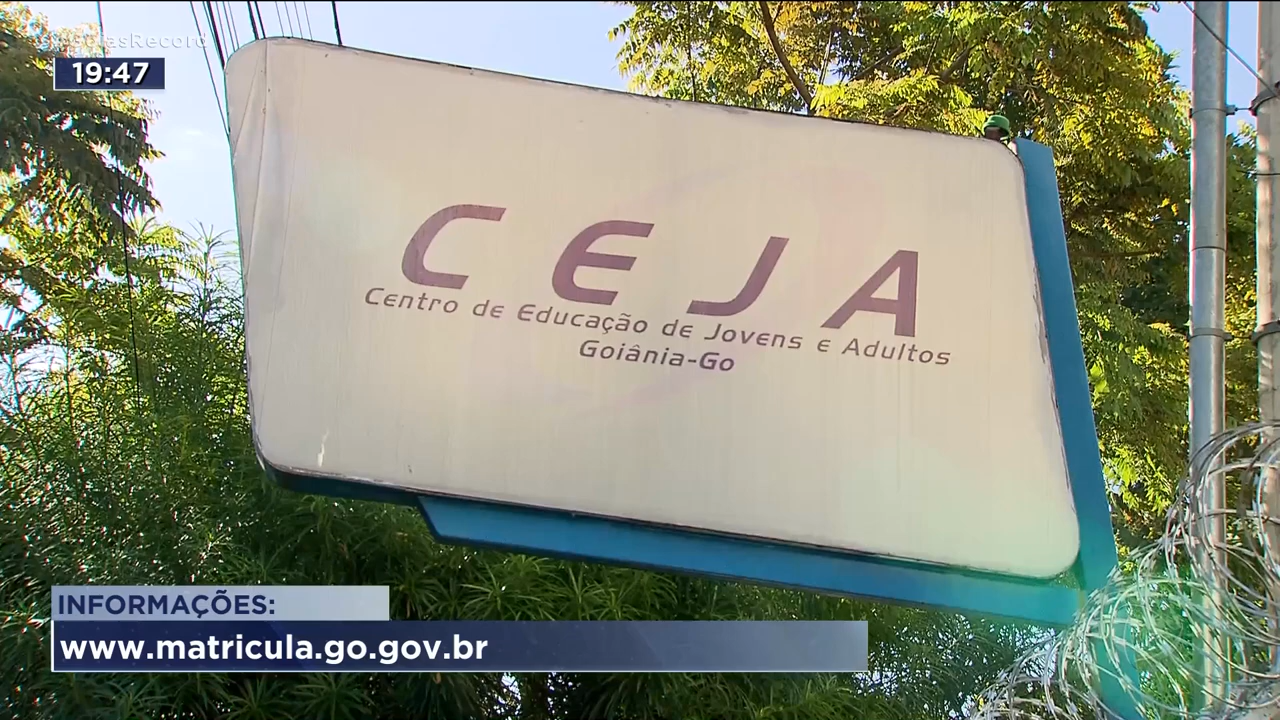 19:47
CEJA
Centro de Educação de Jovens e Adultos
Goiânia-Go
INFORMAÇÕES:
www.matricula.go.gov.br